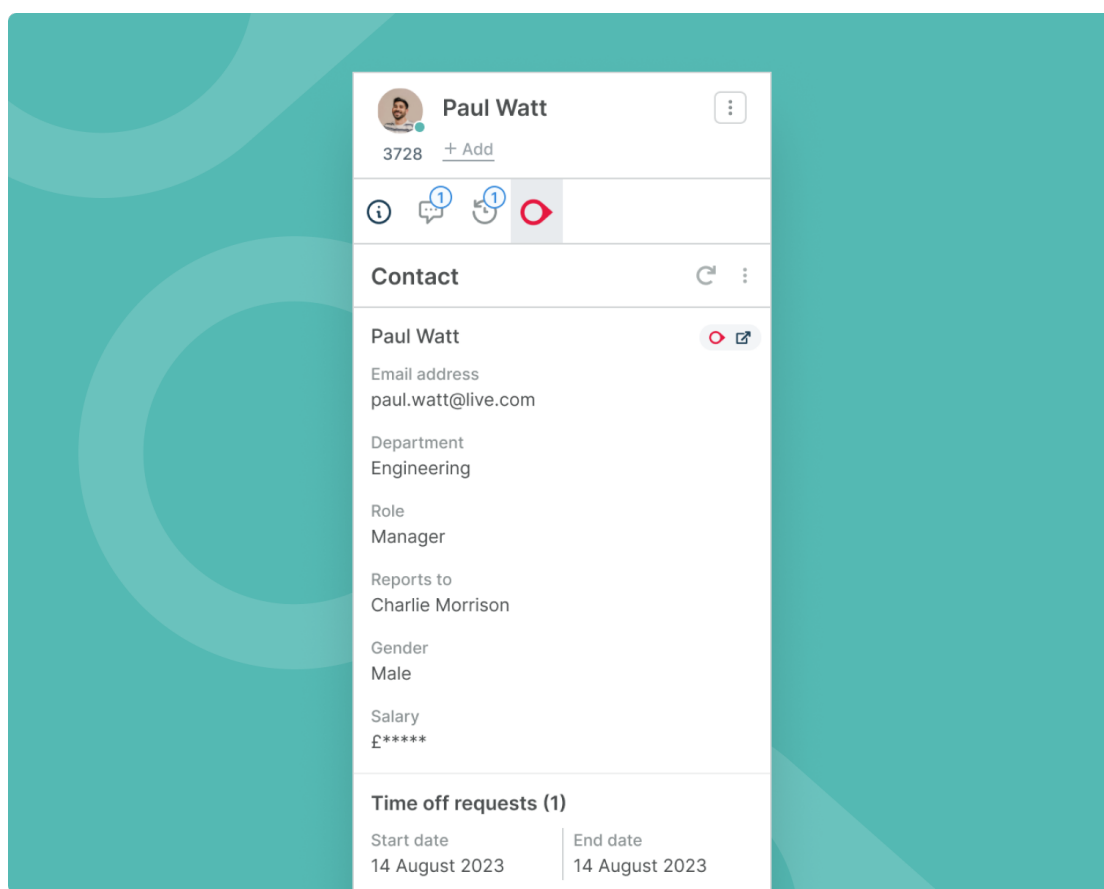 Paul Watt
3728 + Add
1 1
Contact
Paul Watt
Email address
paul.watt@live.com
Department
Engineering
Role
Manager
Reports to
Charlie Morrison
Gender
Male
Salary
£*****
Time off requests (1)
Start date End date
14 August 2023 14 August 2023